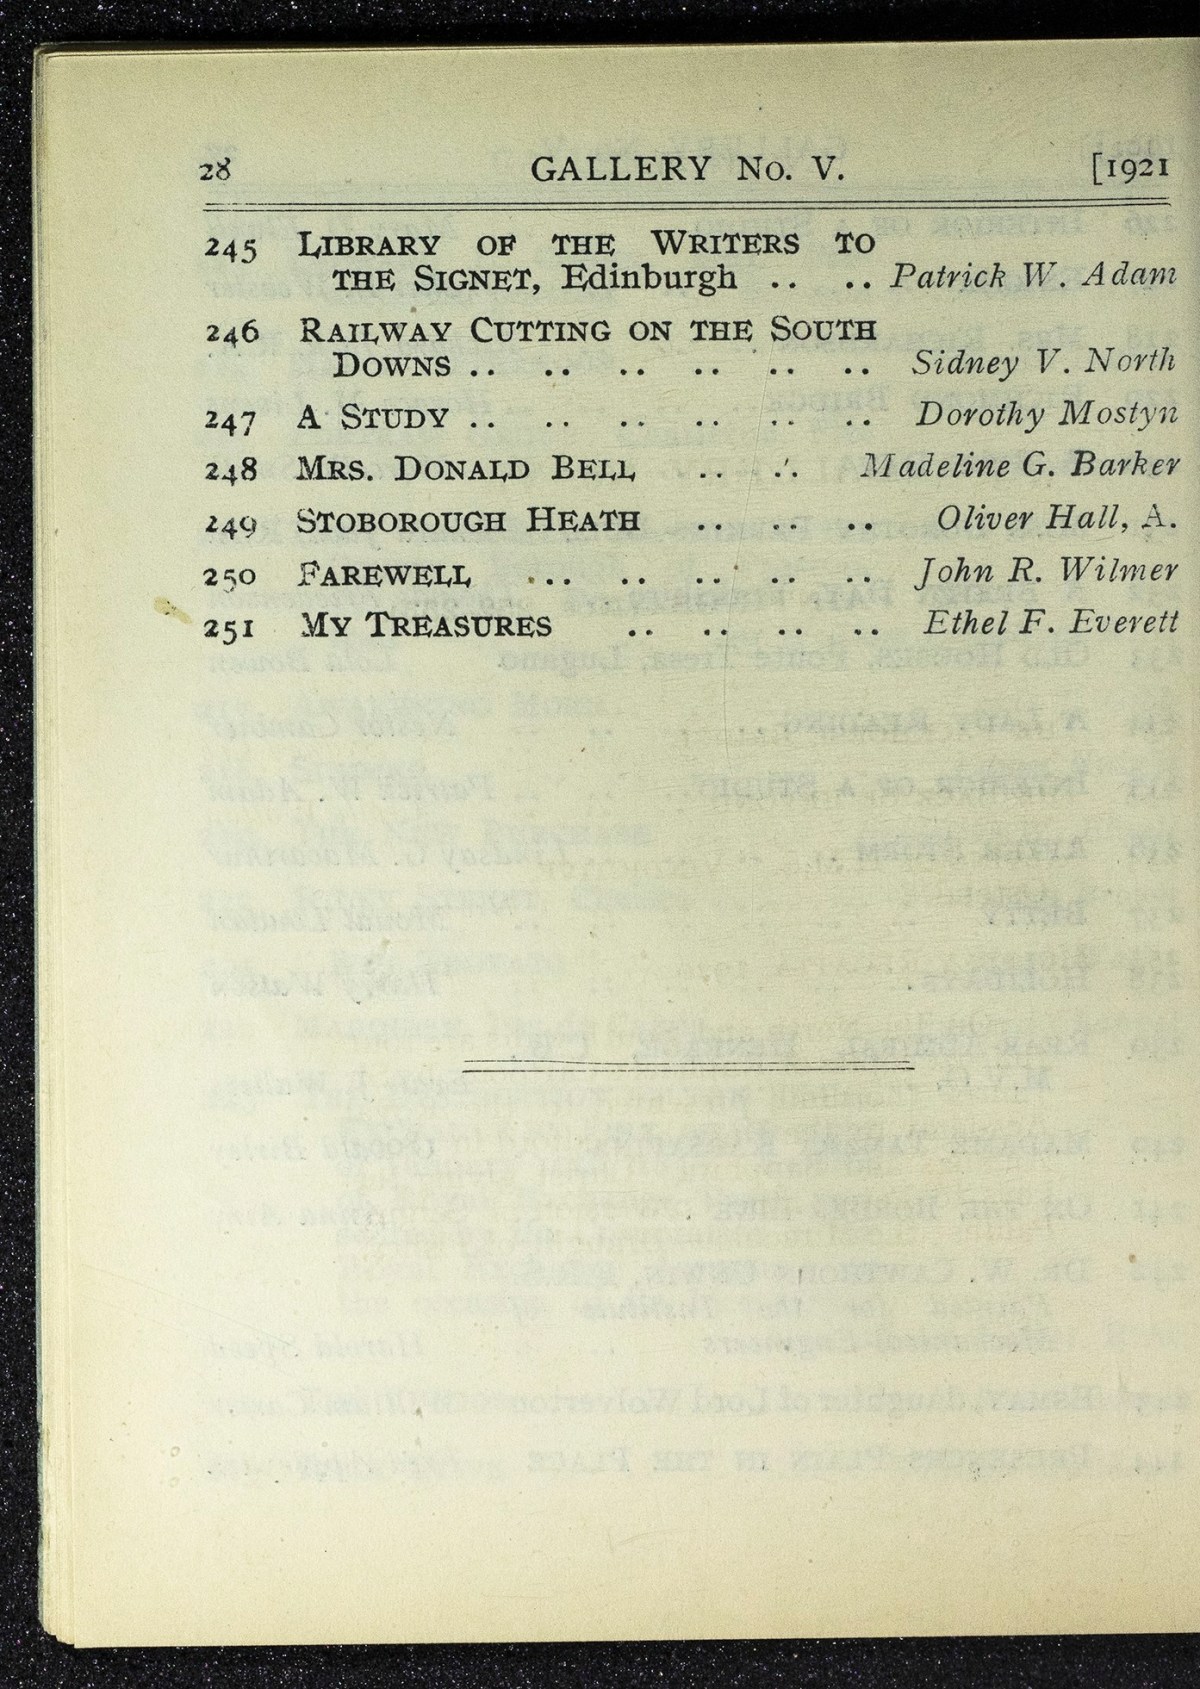 28 GALLERY No. V. [1921
245 LIBRARY OF THE WRITERS TO
THE SIGNET, Edinburgh .. .. Patrick W. Adam
246 RAILWAY CUTTING ON THE SOUTH
DOWNS .. .. .. .. .. .. Sidney V. North
247 A STUDY .. .. .. .. .. .. Dorothy Mostyn
248 MRS. DONALD BELL .. .. Madeline G. Barker
249 STOBOROUGH HEATH .. .. .. Oliver Hall, A.
250 FAREWELL ... .. .. .. .. John R. Wilmer
251 MY TREASURES .. .. .. .. Ethel F. Everett